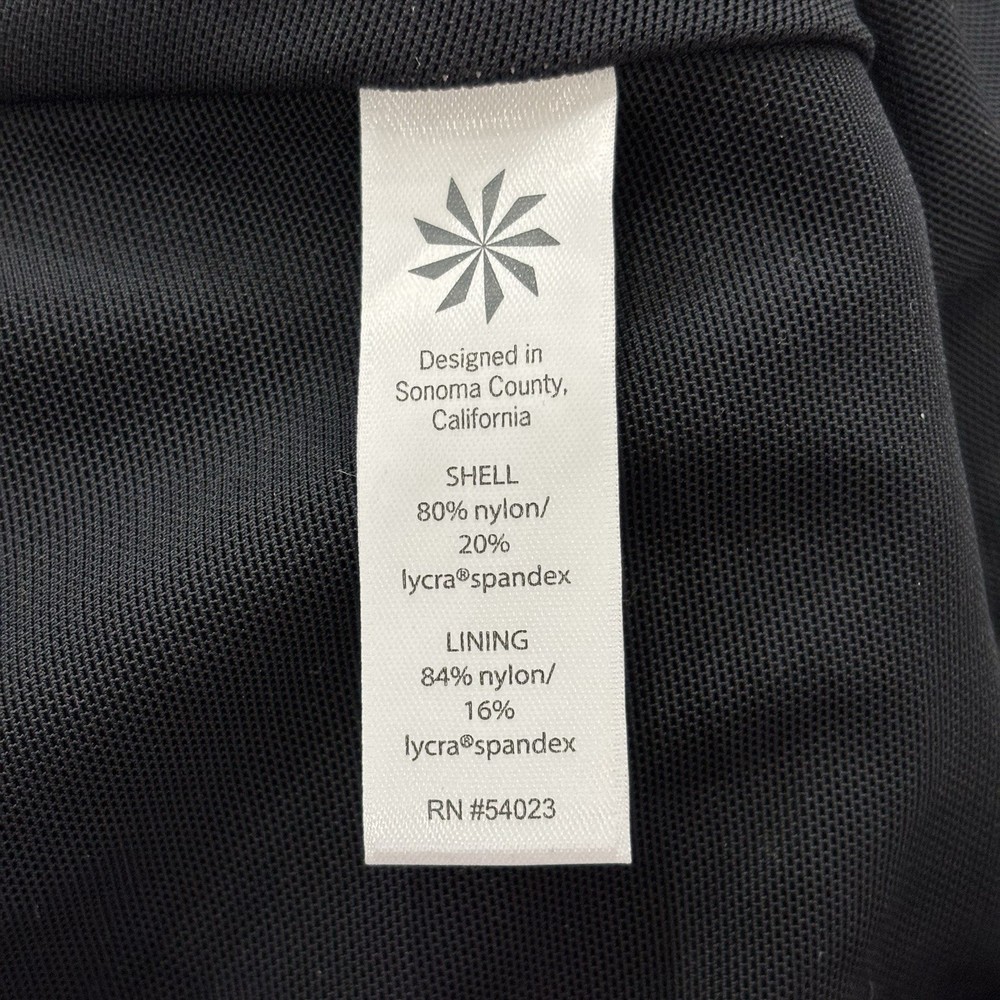 Designed in
Sonoma County,
California
SHELL
80% nylon/
20%
lycra®spandex
LINING
84% nylon/
16%
lycra®spandex
RN #54023